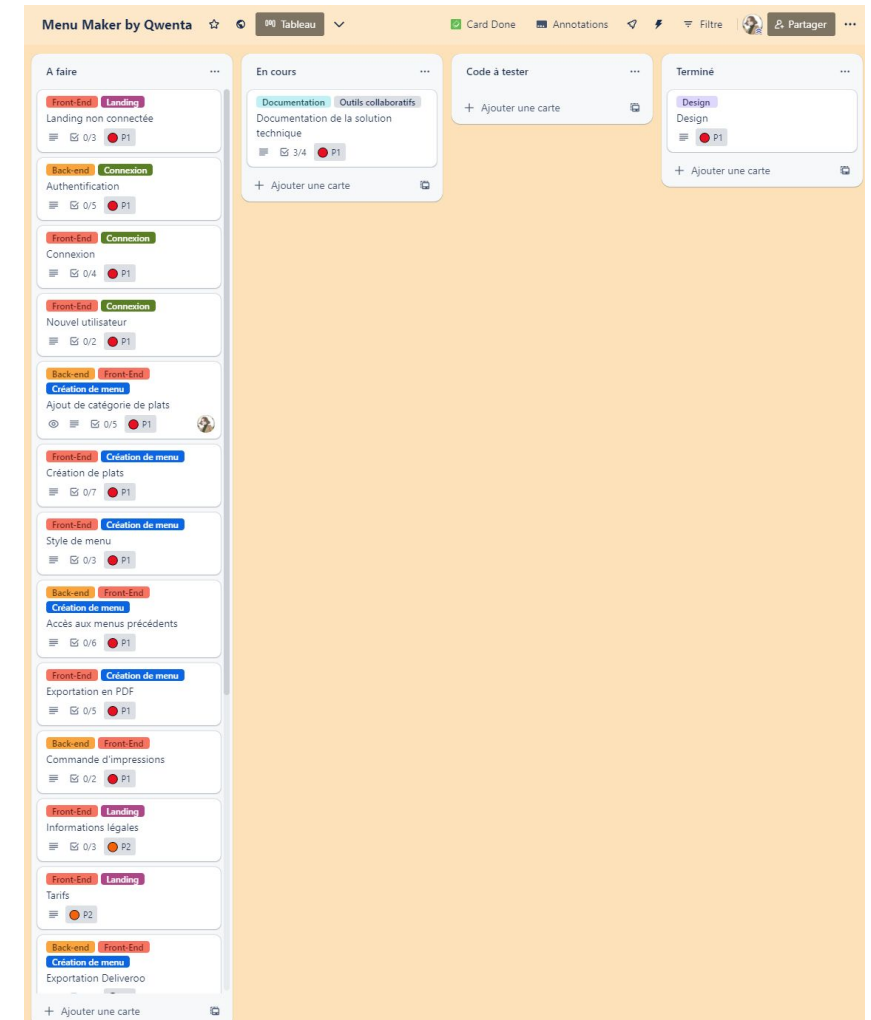 Menu Maker by Qwenta
Tableau
Card Done
Annotations
Filtre
Partager
A faire
Front-End Landing
Landing non connectée
0/3 P1
Back-end Connexion
Authentification
0/5 P1
Front-End Connexion
Connexion
0/4 P1
Front-End Connexion
Nouvel utilisateur
0/2 P1
Back-end Front-End
Création de menu
Ajout de catégorie de plats
0/5 P1
Front-End Création de menu
Création de plats
0/7 P1
Front-End Création de menu
Style de menu
0/3 P1
Back-end Front-End
Création de menu
Accès aux menus précédents
0/6 P1
Front-End Création de menu
Exportation en PDF
0/5 P1
Back-end Front-End
Commande d'impressions
0/2 P1
Front-End Landing
Informations légales
0/3 P2
Front-End Landing
Tarifs
P2
Back-end Front-End
Création de menu
Exportation Deliveroo
+ Ajouter une carte
En cours
Documentation Outils collaboratifs
Documentation de la solution
technique
3/4 P1
+ Ajouter une carte
Code à tester
+ Ajouter une carte
Terminé
Design
Design
P1
+ Ajouter une carte